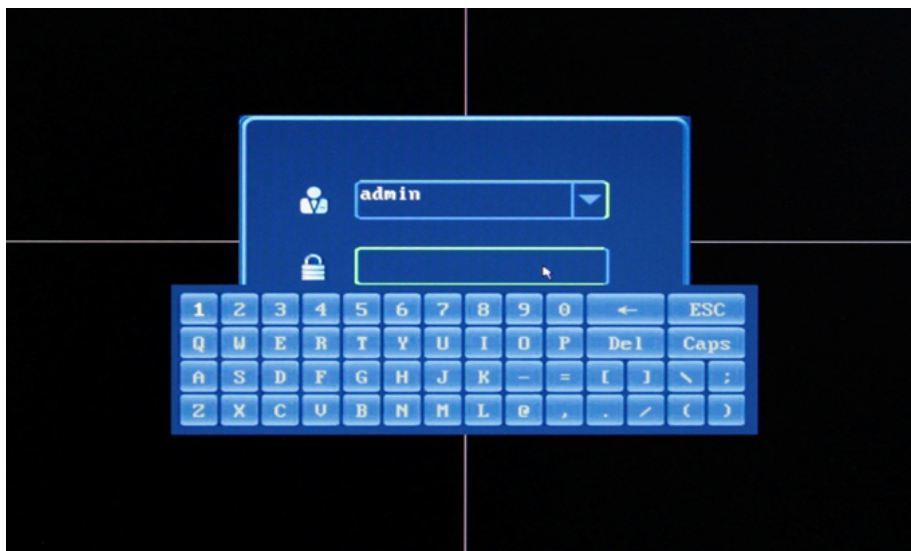 admin
1 2 3 4 5 6 7 8 9 0 ← ESC
Q W E R T Y U I O P Del Caps
A S D F G H J K - = [ ] \ ;
Z X C V B N M L @ , . / ( )